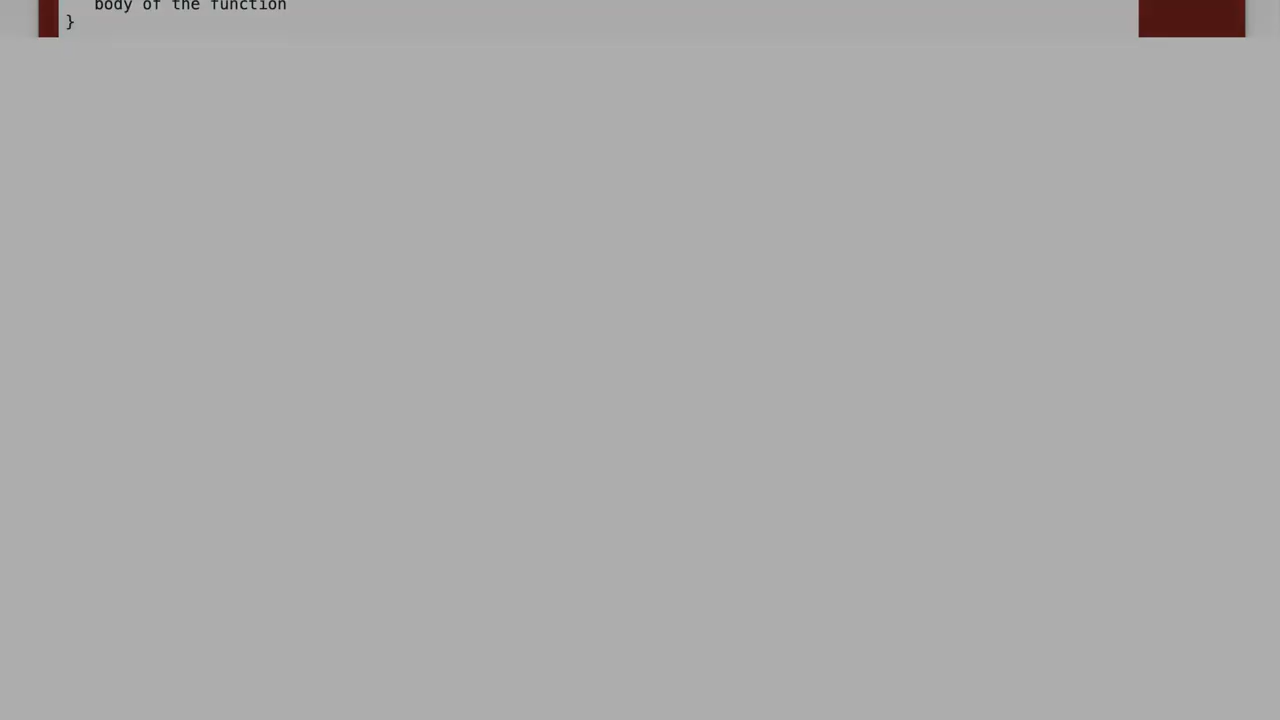 body of the function
}